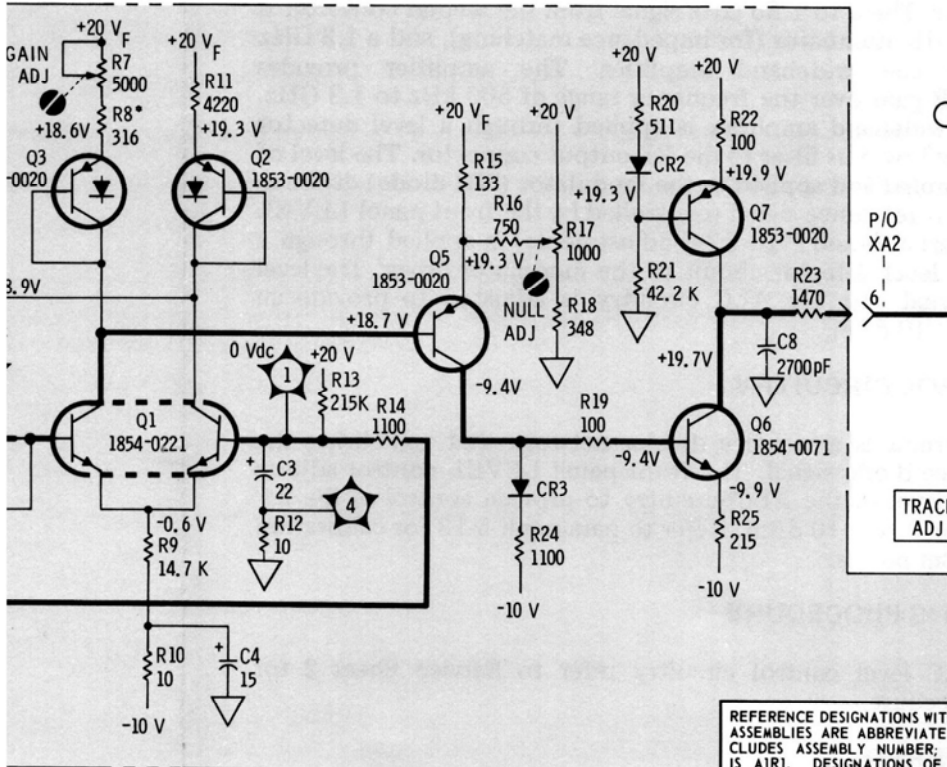 GAIN
ADJ
+20 V
F
R7
5000
+18.6V
R8
316
Q3
-0020
+20 V
F
R11
4220
+19.3
Q2
1853-0020
+20 V
F
R15
133
R16
750
+19.3 V
Q5
1853-0020
+18.7 V
+20 V
R17
1000
NULL
ADJ
R18
348
+20 V
R20
511
CR2
+19.3 V
R21
42.2 K
+20 V
R22
100
+19.9 V
Q7
1853-0020
P/O
XA2
R23
1470
6
C8
2700pF
+19.7V
Q1
1854-0221
0 Vdc
1
+20 V
R13
215K
R14
1100
-9.4V
R19
100
-9.4V
Q6
1854-0071
-9.9V
R25
215
-10 V
C3
22
4
R12
10
CR3
R24
1100
-10 V
-0.6 V
R9
14.7 K
R10
10
C4
+
15
-10 V
TRACK
ADJ
REFERENCE DESIGNATIONS WIT
ASSEMBLIES ARE ABBREVIATE
CLUDES ASSEMBLY NUMBER;
IS A1R1. DESIGNATIONS OF